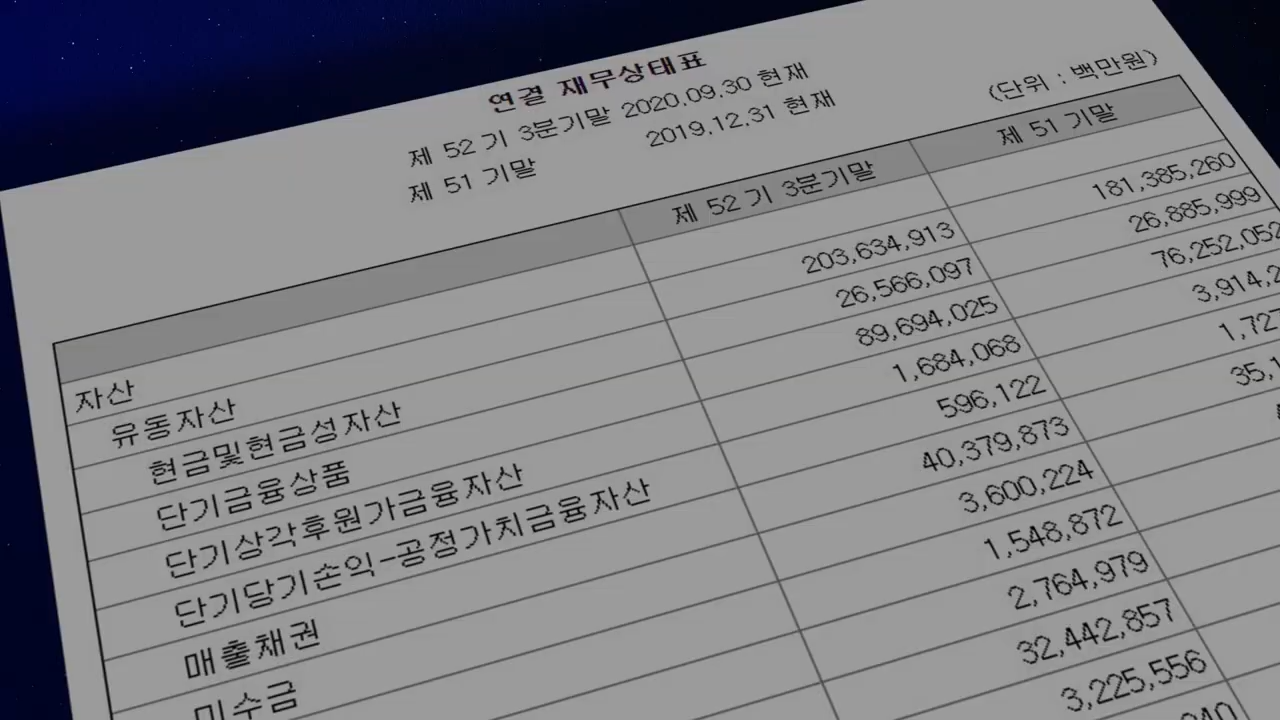 연결 재무상태표
제 52 기 3분기말 2020.09.30 현재
제 51 기말 2019.12.31 현재
(단위 : 백만원)
제 52 기 3분기말 제 51 기말
자산
유동자산 203,634,913 181,385,260
현금및현금성자산 26,566,097 26,885,999
단기금융상품 89,694,025 76,252,052
단기상각후원가금융자산 1,684,068
단기당기손익-공정가치금융자산 596,122
매출채권 40,379,873
미수금 3,600,224
1,548,872
2,764,979
32,442,857
3,225,556